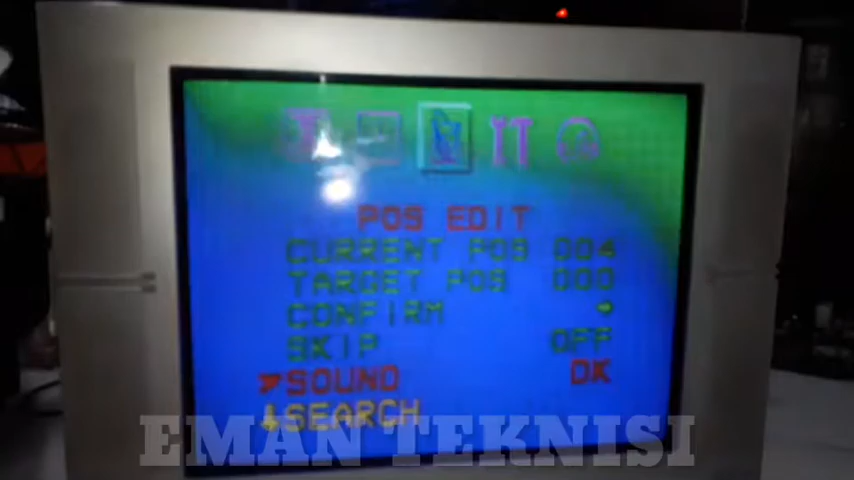 POS EDIT
CURRENT POS 004
TARGET POS 000
CONFIRM
SKIP OFF
SOUND DK
SEARCH
EMAN TEKNISI